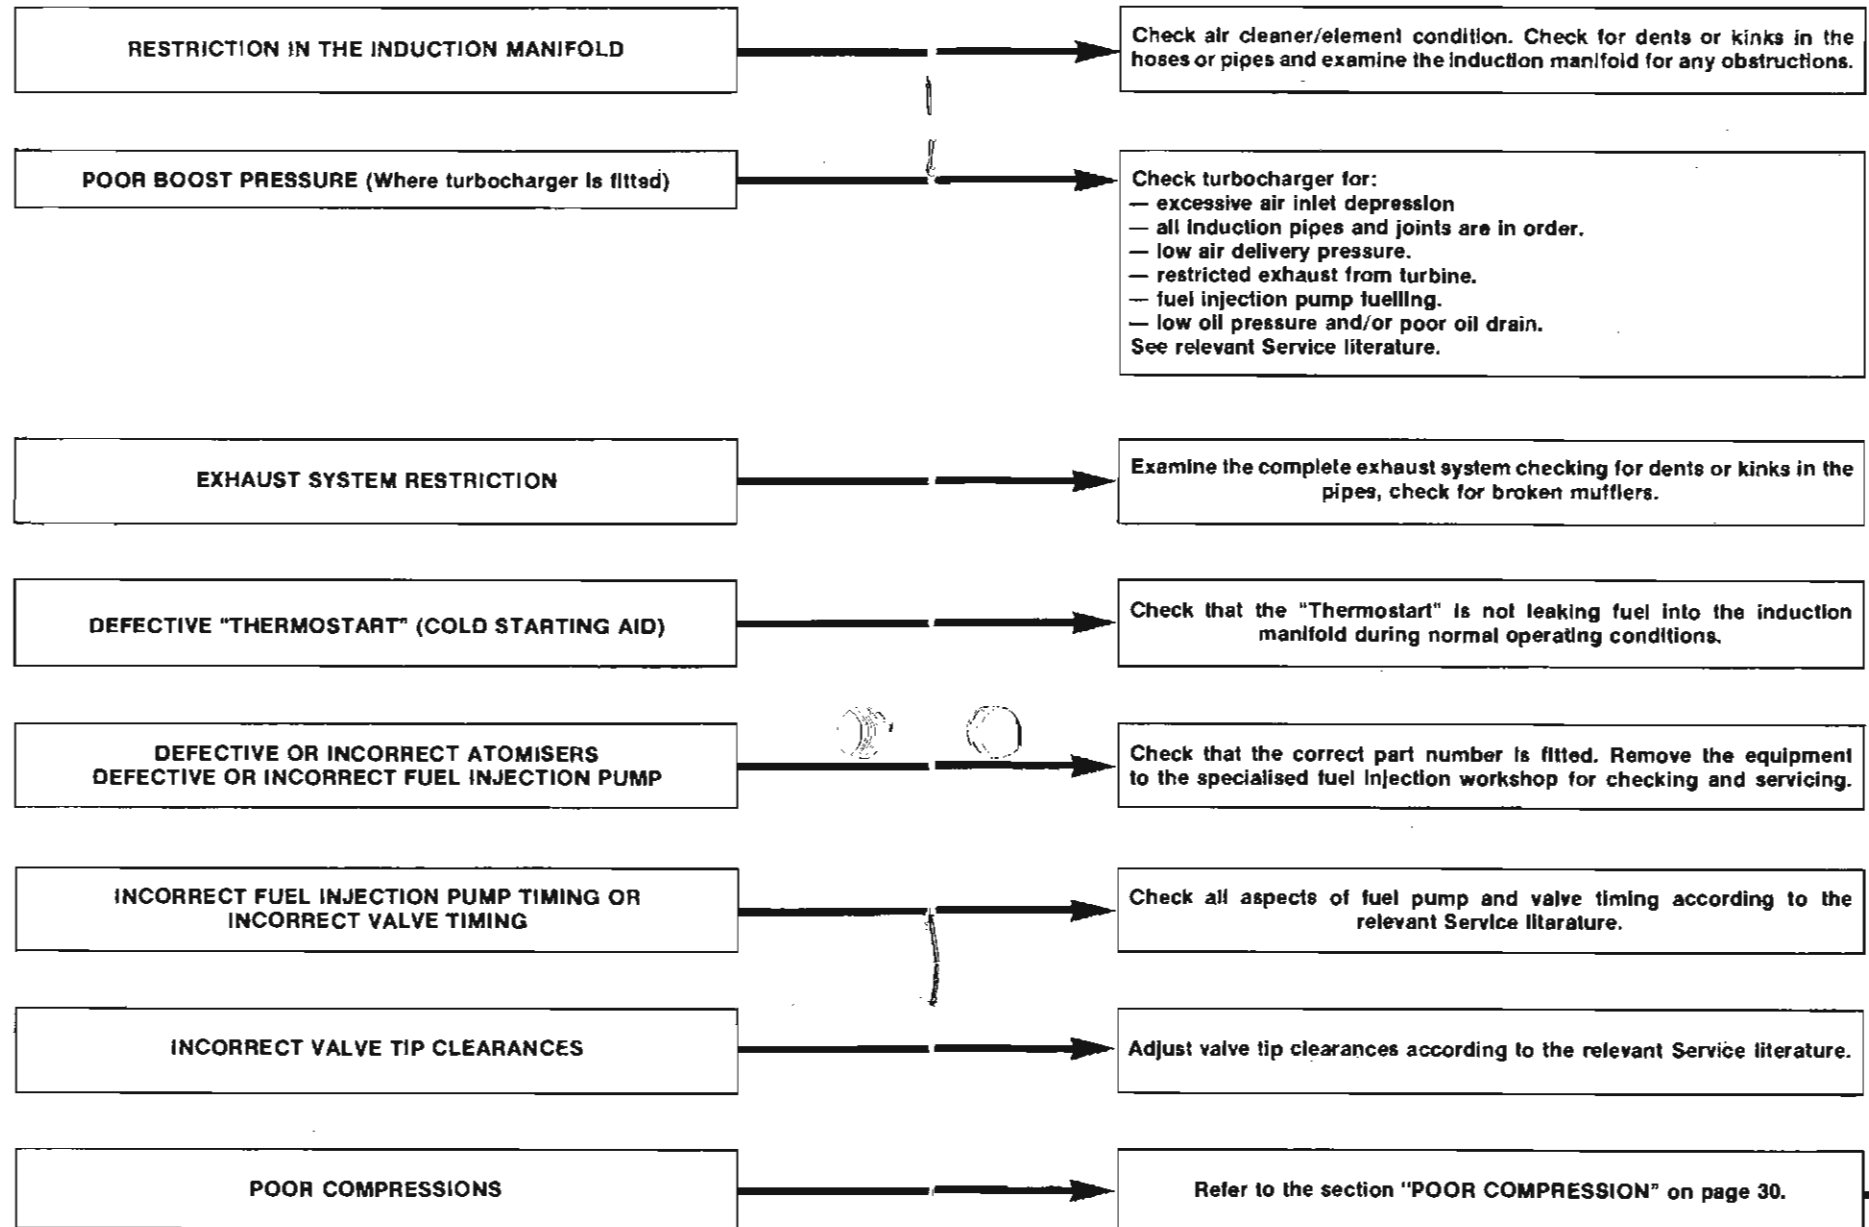 RESTRICTION IN THE INDUCTION MANIFOLD
Check air cleaner/element condition. Check for dents or kinks in the
hoses or pipes and examine the induction manifold for any obstructions.
POOR BOOST PRESSURE (Where turbocharger is fitted)
Check turbocharger for:
— excessive air inlet depression
— all induction pipes and joints are in order.
— low air delivery pressure.
— restricted exhaust from turbine.
— fuel injection pump fuelling.
— low oil pressure and/or poor oil drain.
See relevant Service literature.
EXHAUST SYSTEM RESTRICTION
Examine the complete exhaust system checking for dents or kinks in the
pipes, check for broken mufflers.
DEFECTIVE "THERMOSTART" (COLD STARTING AID)
Check that the "Thermostart" is not leaking fuel into the induction
manifold during normal operating conditions.
DEFECTIVE OR INCORRECT ATOMISERS
DEFECTIVE OR INCORRECT FUEL INJECTION PUMP
Check that the correct part number is fitted. Remove the equipment
to the specialised fuel injection workshop for checking and servicing.
INCORRECT FUEL INJECTION PUMP TIMING OR
INCORRECT VALVE TIMING
Check all aspects of fuel pump and valve timing according to the
relevant Service literature.
INCORRECT VALVE TIP CLEARANCES
Adjust valve tip clearances according to the relevant Service literature.
POOR COMPRESSIONS
Refer to the section "POOR COMPRESSION" on page 30.